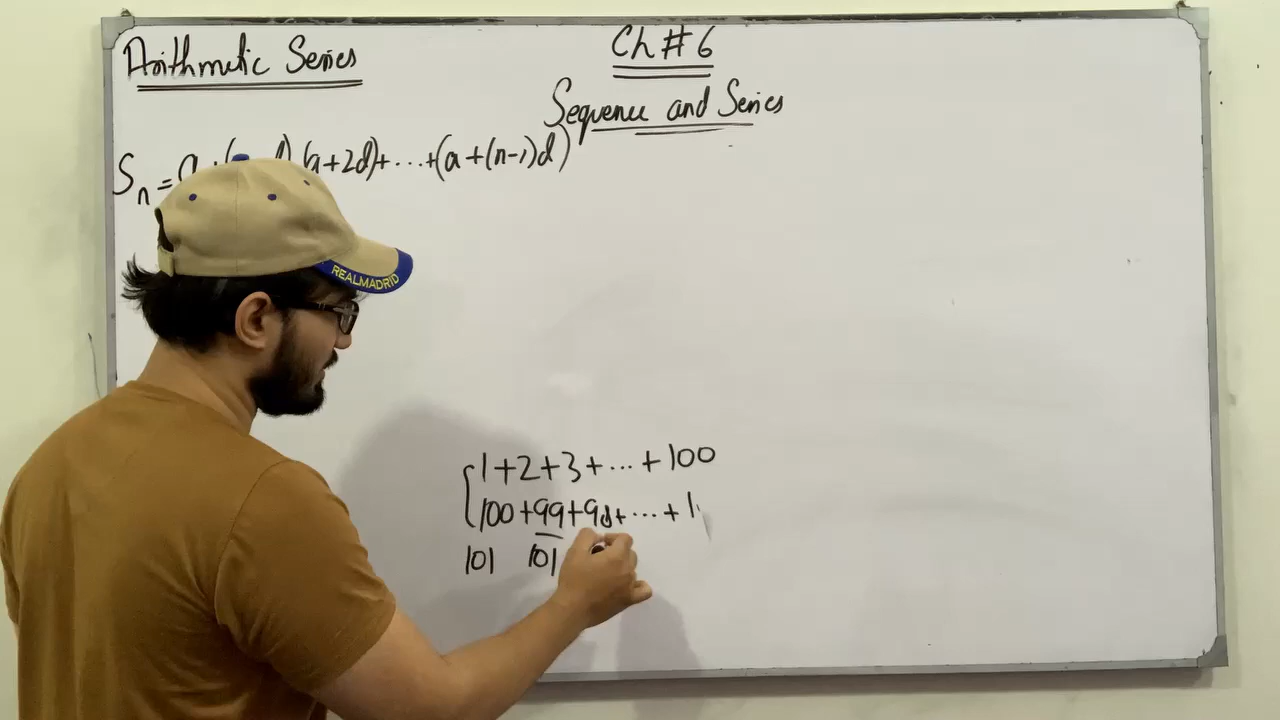 Arithmetic Series
Ch # 6
Sequence and Series
Sn = a + 2d) + ... + (a + (n-1)d)
REALMADRID
1 + 2 + 3 + ... + 100
100 + 99 + 98 + ... + 1
101 101